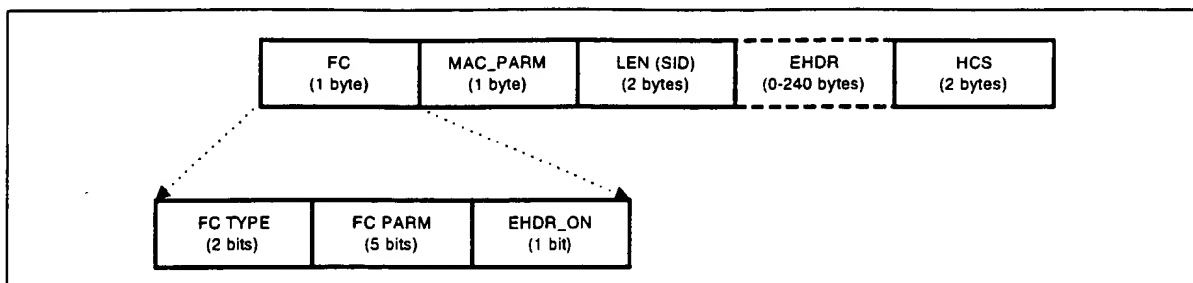 FC
(1 byte)
MAC_PARM
(1 byte)
LEN (SID)
(2 bytes)
EHDR
(0-240 bytes)
HCS
(2 bytes)
FC TYPE
(2 bits)
FC PARM
(5 bits)
EHDR_ON
(1 bit)